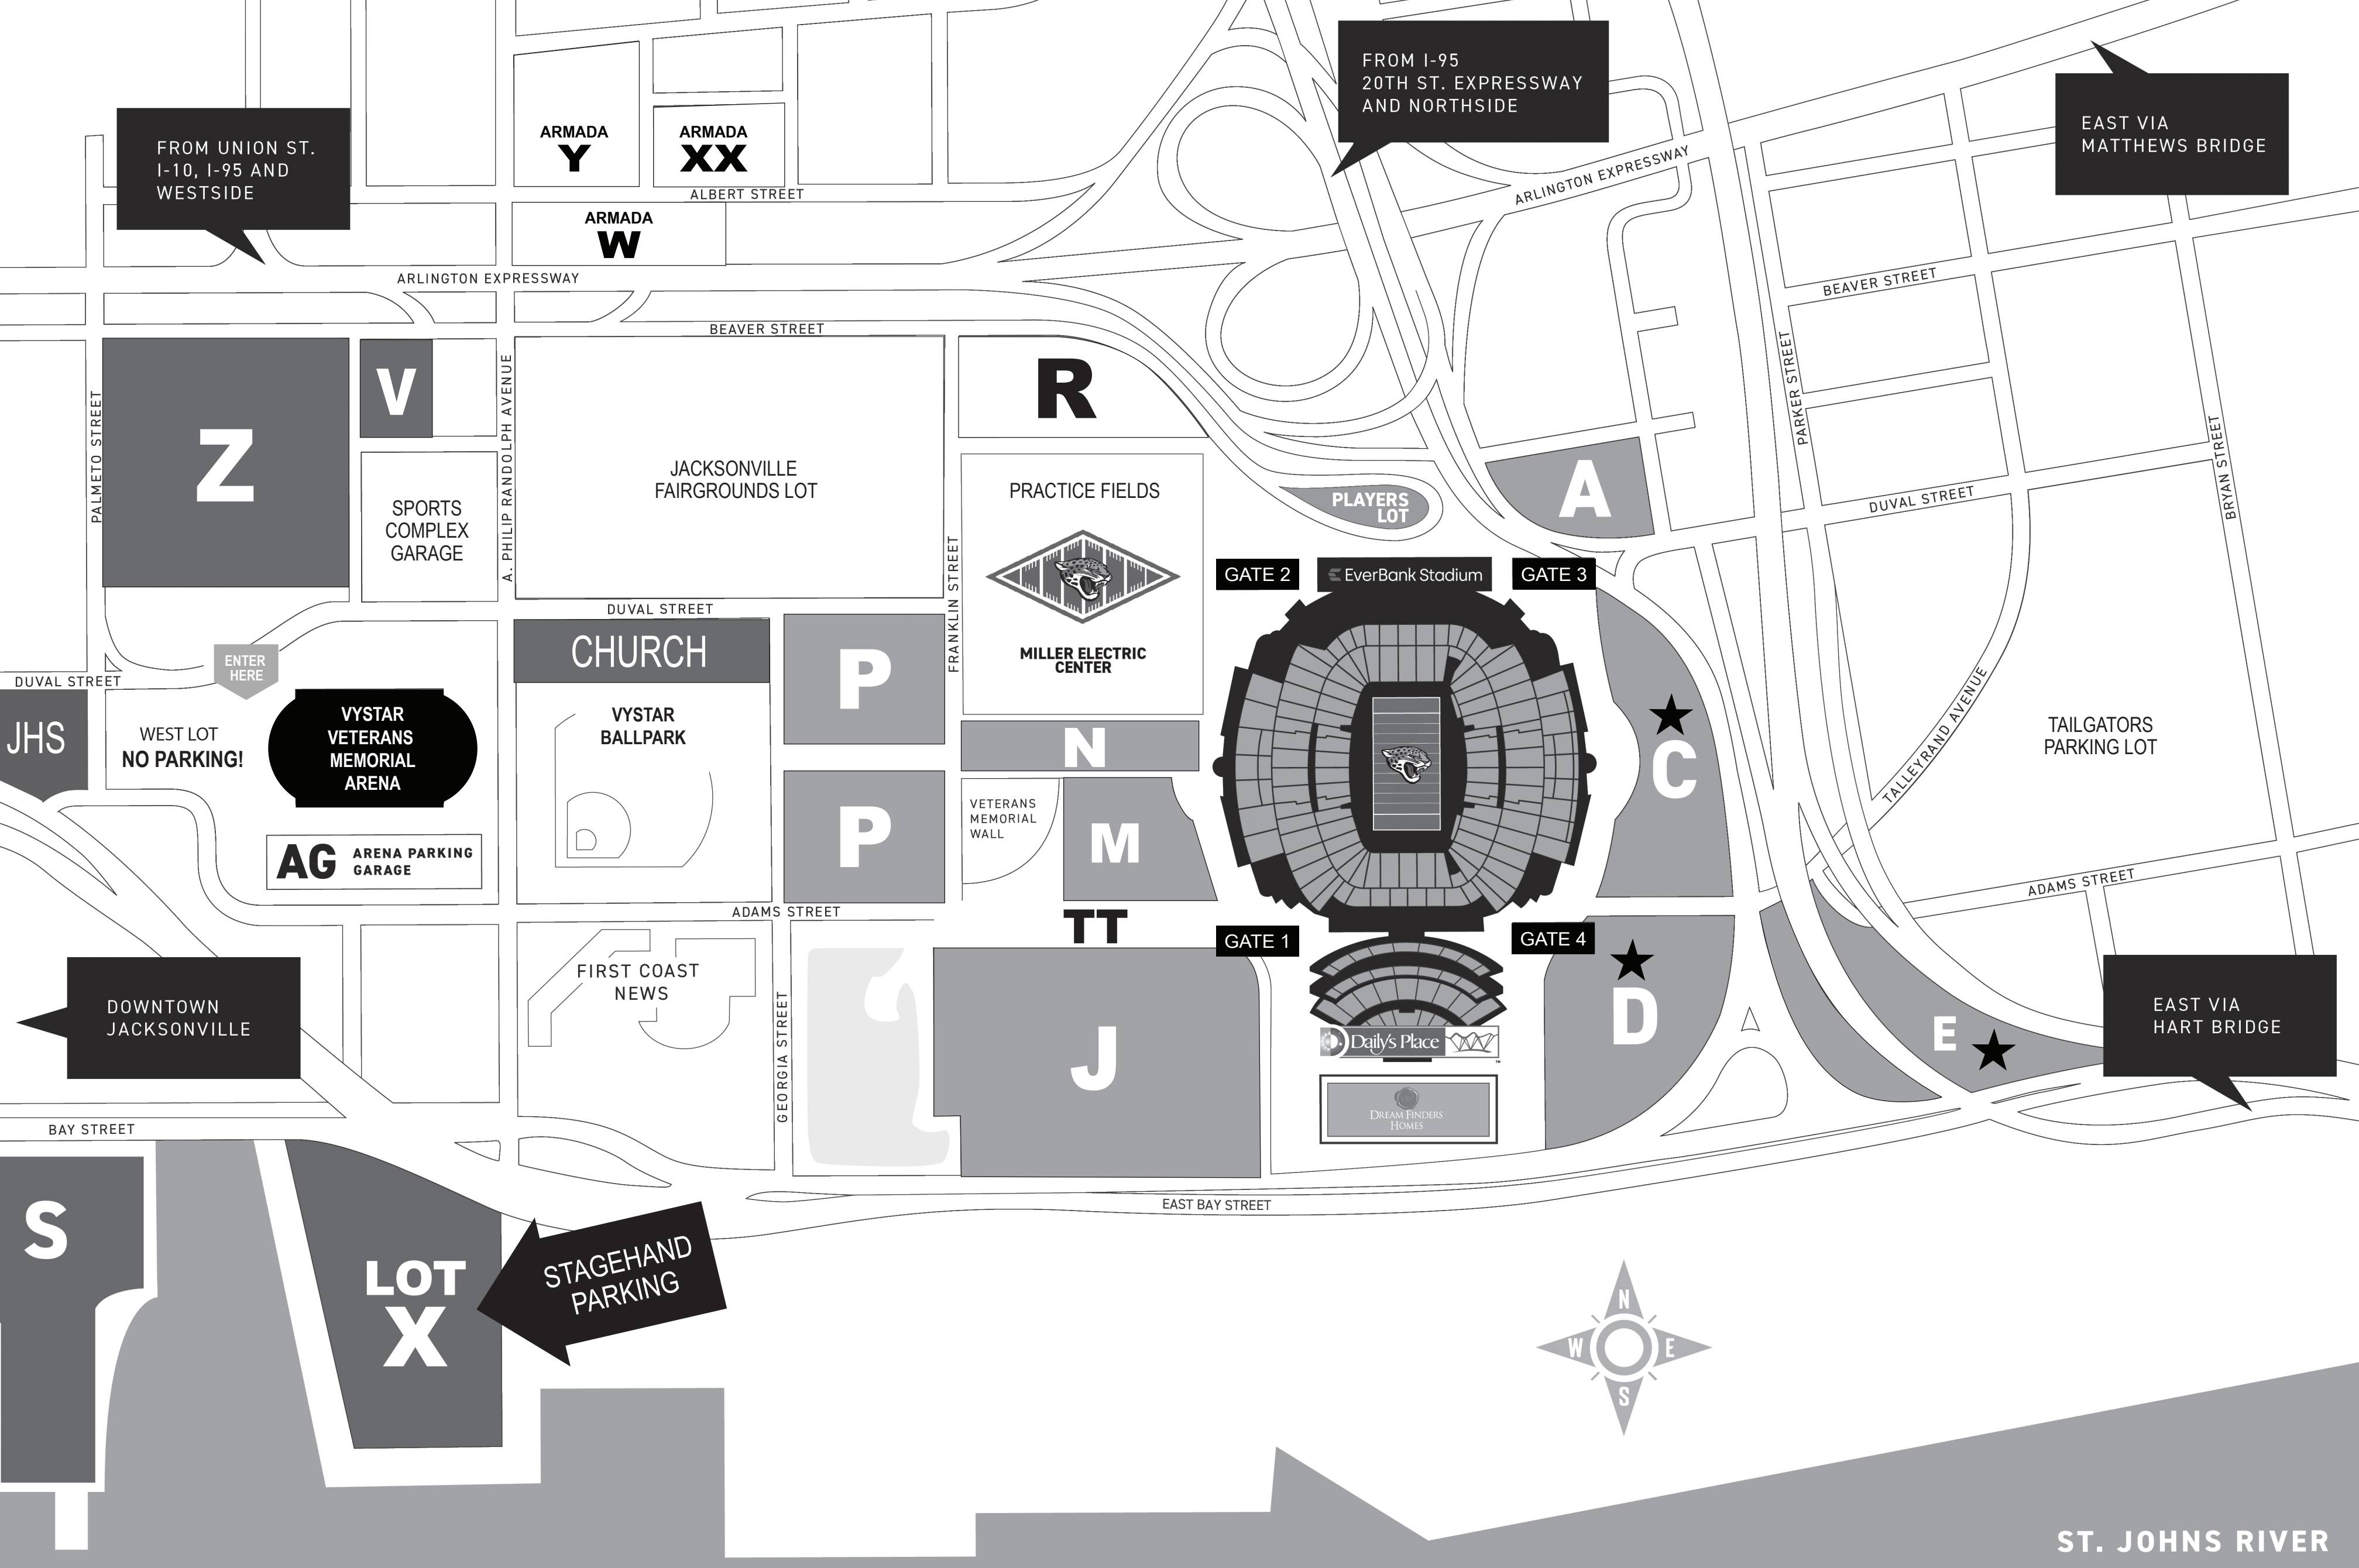 FROM UNION ST.
I-10, I-95 AND
WESTSIDE
ARMADA
Y
ARMADA
XX
ALBERT STREET
ARMADA
W
ARLINGTON EXPRESSWAY
FROM I-95
20TH ST. EXPRESSWAY
AND NORTHSIDE
ARLINGTON EXPRESSWAY
EAST VIA
MATTHEWS BRIDGE
BEAVER STREET
BEAVER STREET
PARKER STREET
BRYAN STREET
DUVAL STREET
PALMETO STREET
Z
V
SPORTS
COMPLEX
GARAGE
A. PHILIP RANDOLPH AVENUE
JACKSONVILLE
FAIRGROUNDS LOT
FRANKLIN STREET
R
PRACTICE FIELDS
MILLER ELECTRIC
CENTER
PLAYERS
LOT
A
GATE 2
EverBank Stadium
GATE 3
DUVAL STREET
DUVAL STREET
ENTER
HERE
JHS
WEST LOT
NO PARKING!
VYSTAR
VETERANS
MEMORIAL
ARENA
AG
ARENA PARKING
GARAGE
CHURCH
VYSTAR
BALLPARK
P
P
N
VETERANS
MEMORIAL
WALL
M
TT
C
TALLEYRAND AVENUE
TAILGATORS
PARKING LOT
ADAMS STREET
ADAMS STREET
GATE 1
GATE 4
DOWNTOWN
JACKSONVILLE
FIRST COAST
NEWS
GEORGIA STREET
J
Daily's Place
DREAM FINDERS
HOMES
D
E
EAST VIA
HART BRIDGE
BAY STREET
EAST BAY STREET
S
LOT
X
STAGEHAND
PARKING
N
W
E
S
ST. JOHNS RIVER